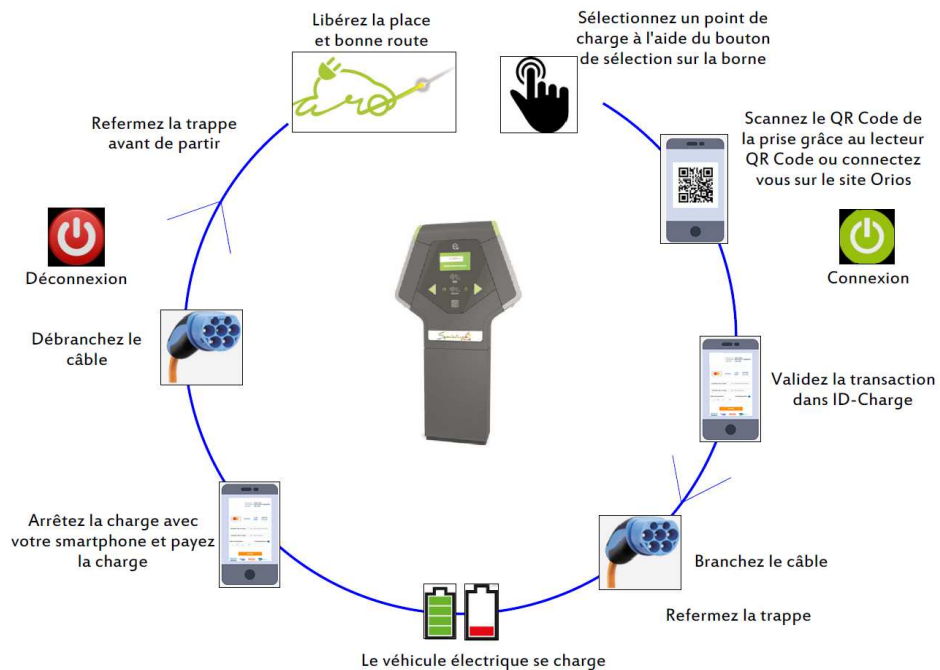 Libérez la place
et bonne route
Sélectionnez un point de
charge à l'aide du bouton
de sélection sur la borne
Scannez le QR Code de
la prise grâce au lecteur
QR Code ou connectez
vous sur le site Orios
Connexion
Validez la transaction
dans ID-Charge
Branchez le câble
Refermez la trappe
Le véhicule électrique se charge
Arrêtez la charge avec
votre smartphone et payez
la charge
Débranchez le
câble
Déconnexion
Refermez la trappe
avant de partir